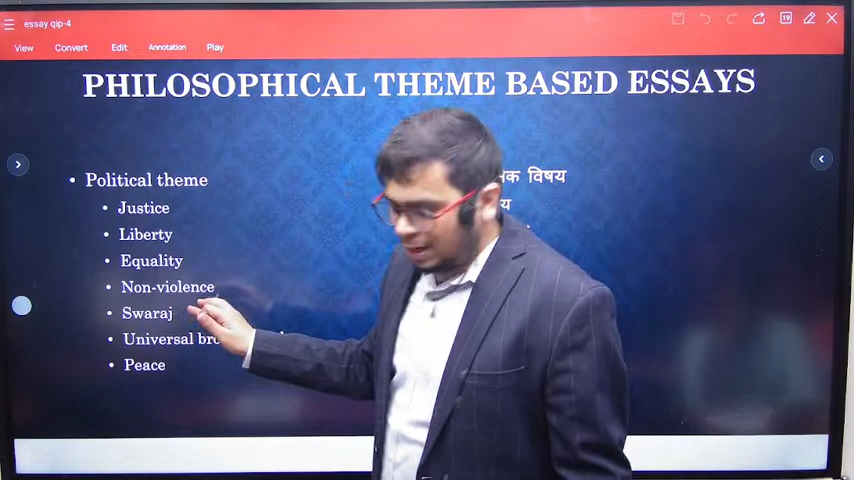 essay qip-4
19
View Convert Edit Annotation Play
PHILOSOPHICAL THEME BASED ESSAYS
• Political theme
• Justice
• Liberty
• Equality
• Non-violence
• Swaraj
• Universal
• Peace
विषय